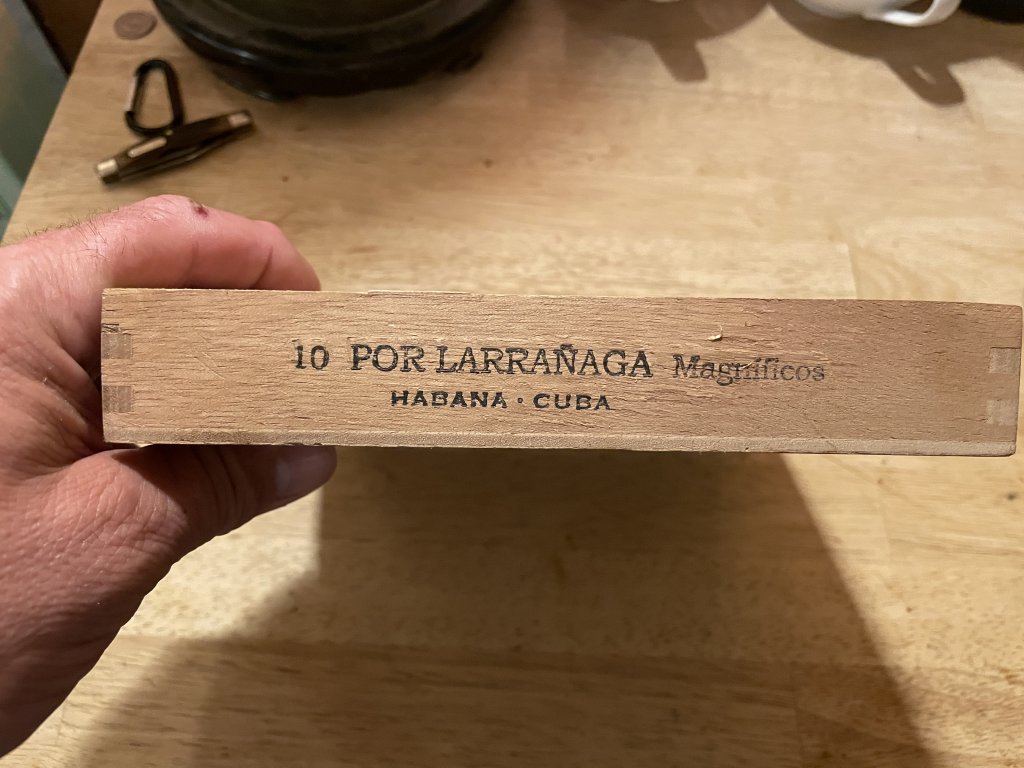 10 POR LARRAÑAGA Magníficos
HABANA · CUBA